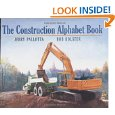 The Construction Alphabet Book
JERRY PALLOTTA ROB BOLSTER